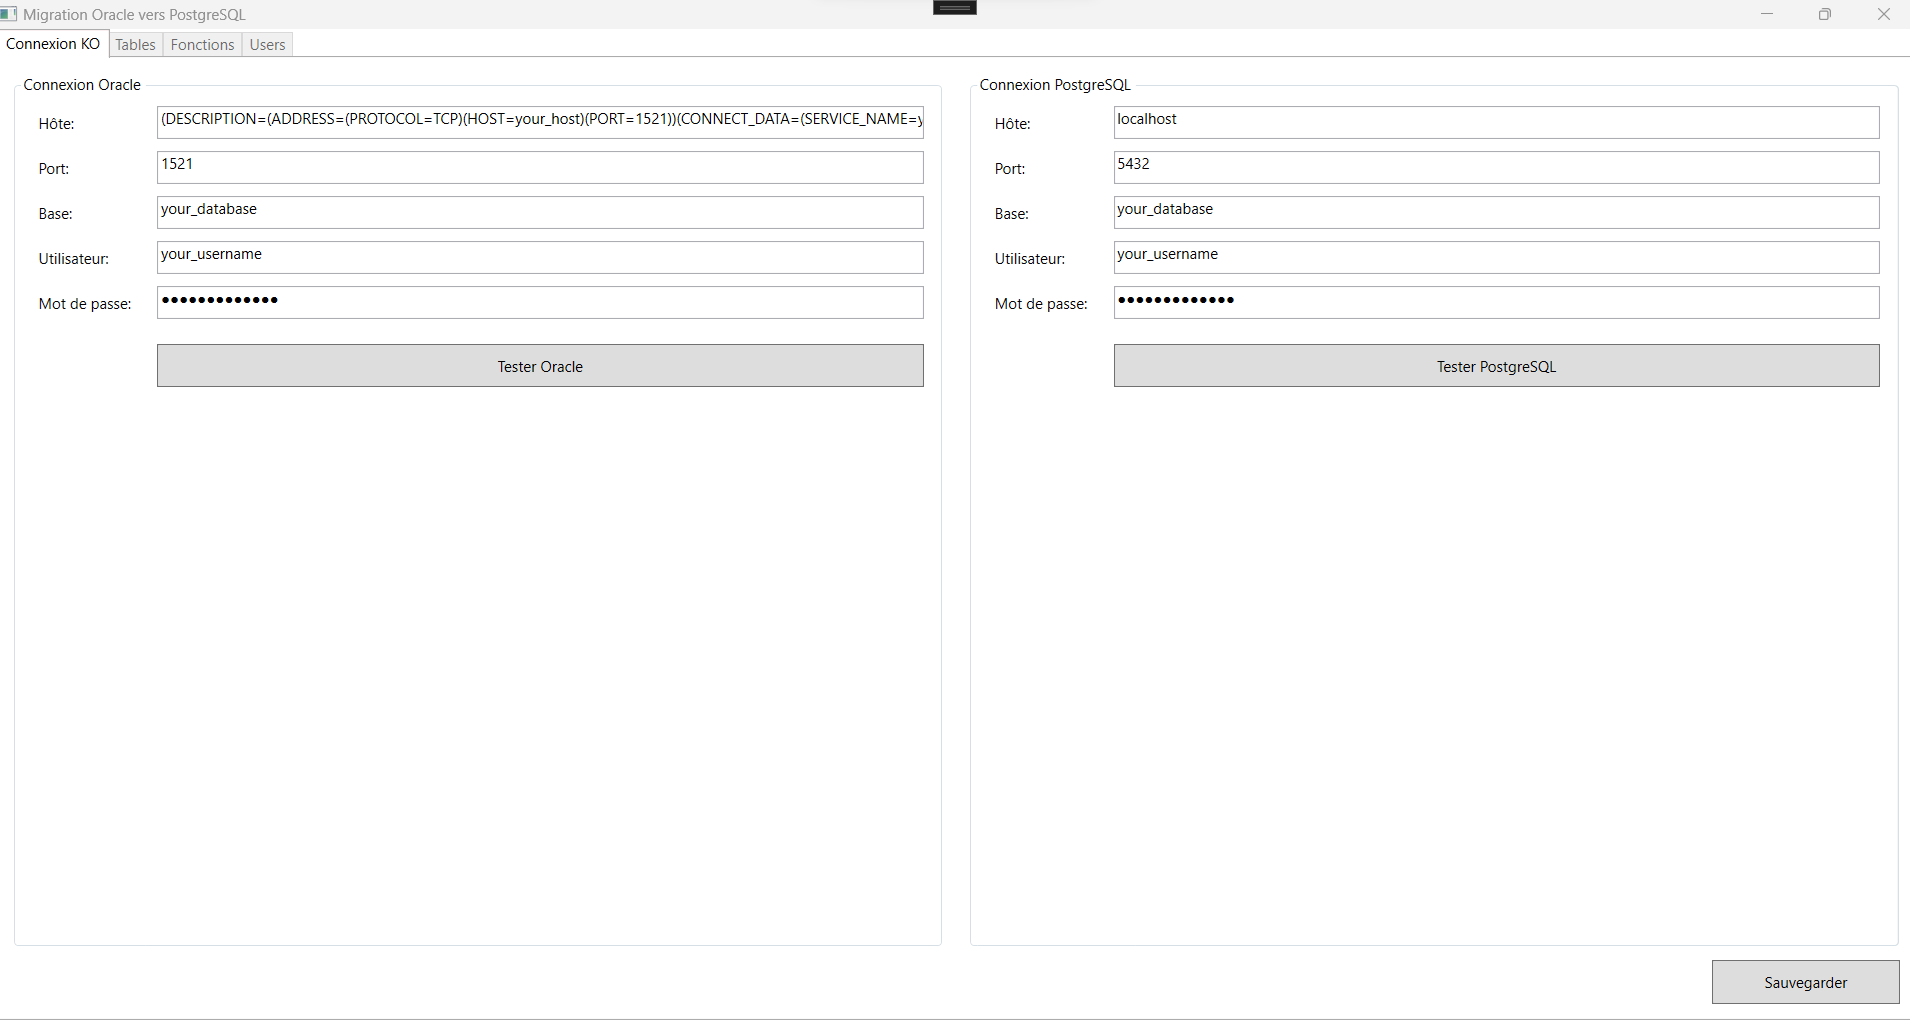 Migration Oracle vers PostgreSQL
Connexion KO
Tables
Fonctions
Users
Connexion Oracle
Hôte:
(DESCRIPTION=(ADDRESS=(PROTOCOL=TCP)(HOST=your_host)(PORT=1521))(CONNECT_DATA=(SERVICE_NAME=y
Port:
1521
Base:
your_database
Utilisateur:
your_username
Mot de passe:
●●●●●●●●●●●●●
Tester Oracle
Connexion PostgreSQL
Hôte:
localhost
Port:
5432
Base:
your_database
Utilisateur:
your_username
Mot de passe:
●●●●●●●●●●●●●
Tester PostgreSQL
Sauvegarder